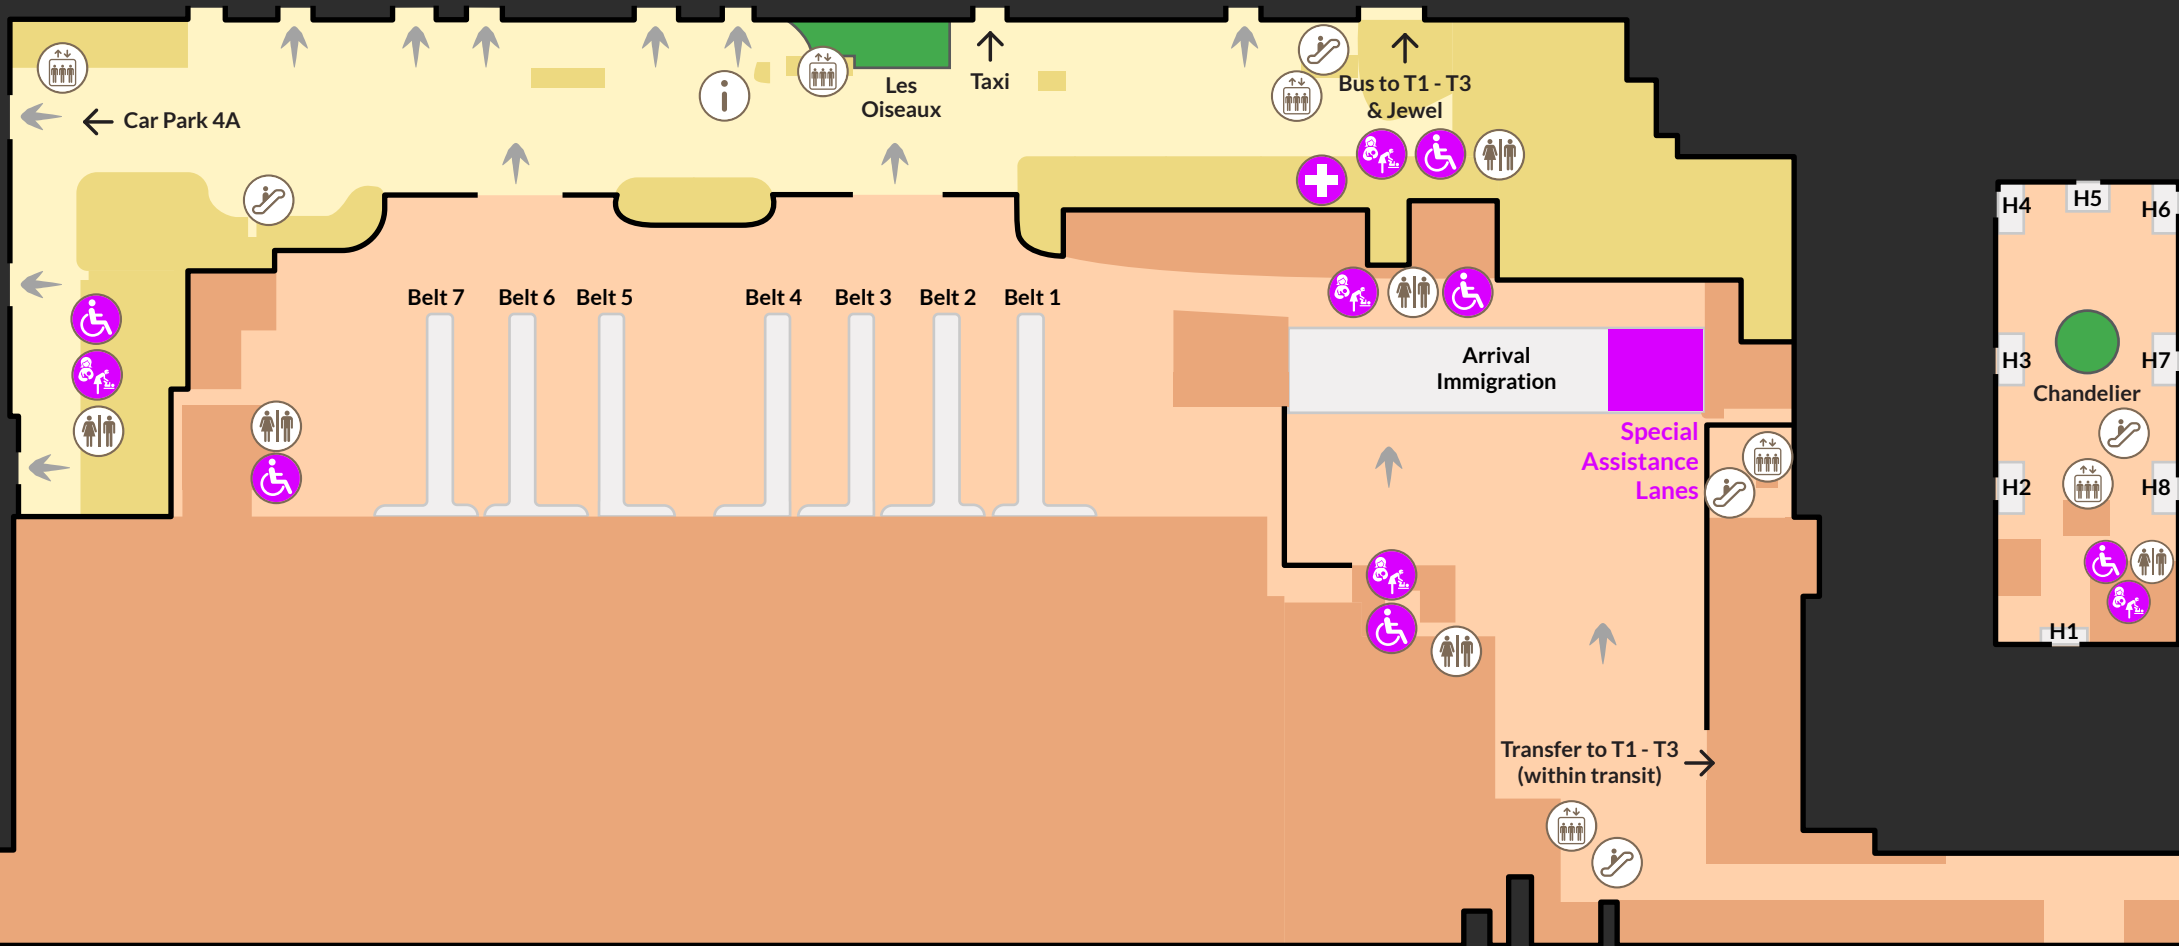 Les
Oiseaux
Taxi
Bus to T1 - T3
& Jewel
Car Park 4A
Belt 7
Belt 6
Belt 5
Belt 4
Belt 3
Belt 2
Belt 1
Arrival
Immigration
Special
Assistance
Lanes
Transfer to T1 - T3
(within transit)
H4
H5
H6
H3
H7
Chandelier
H2
H8
H1